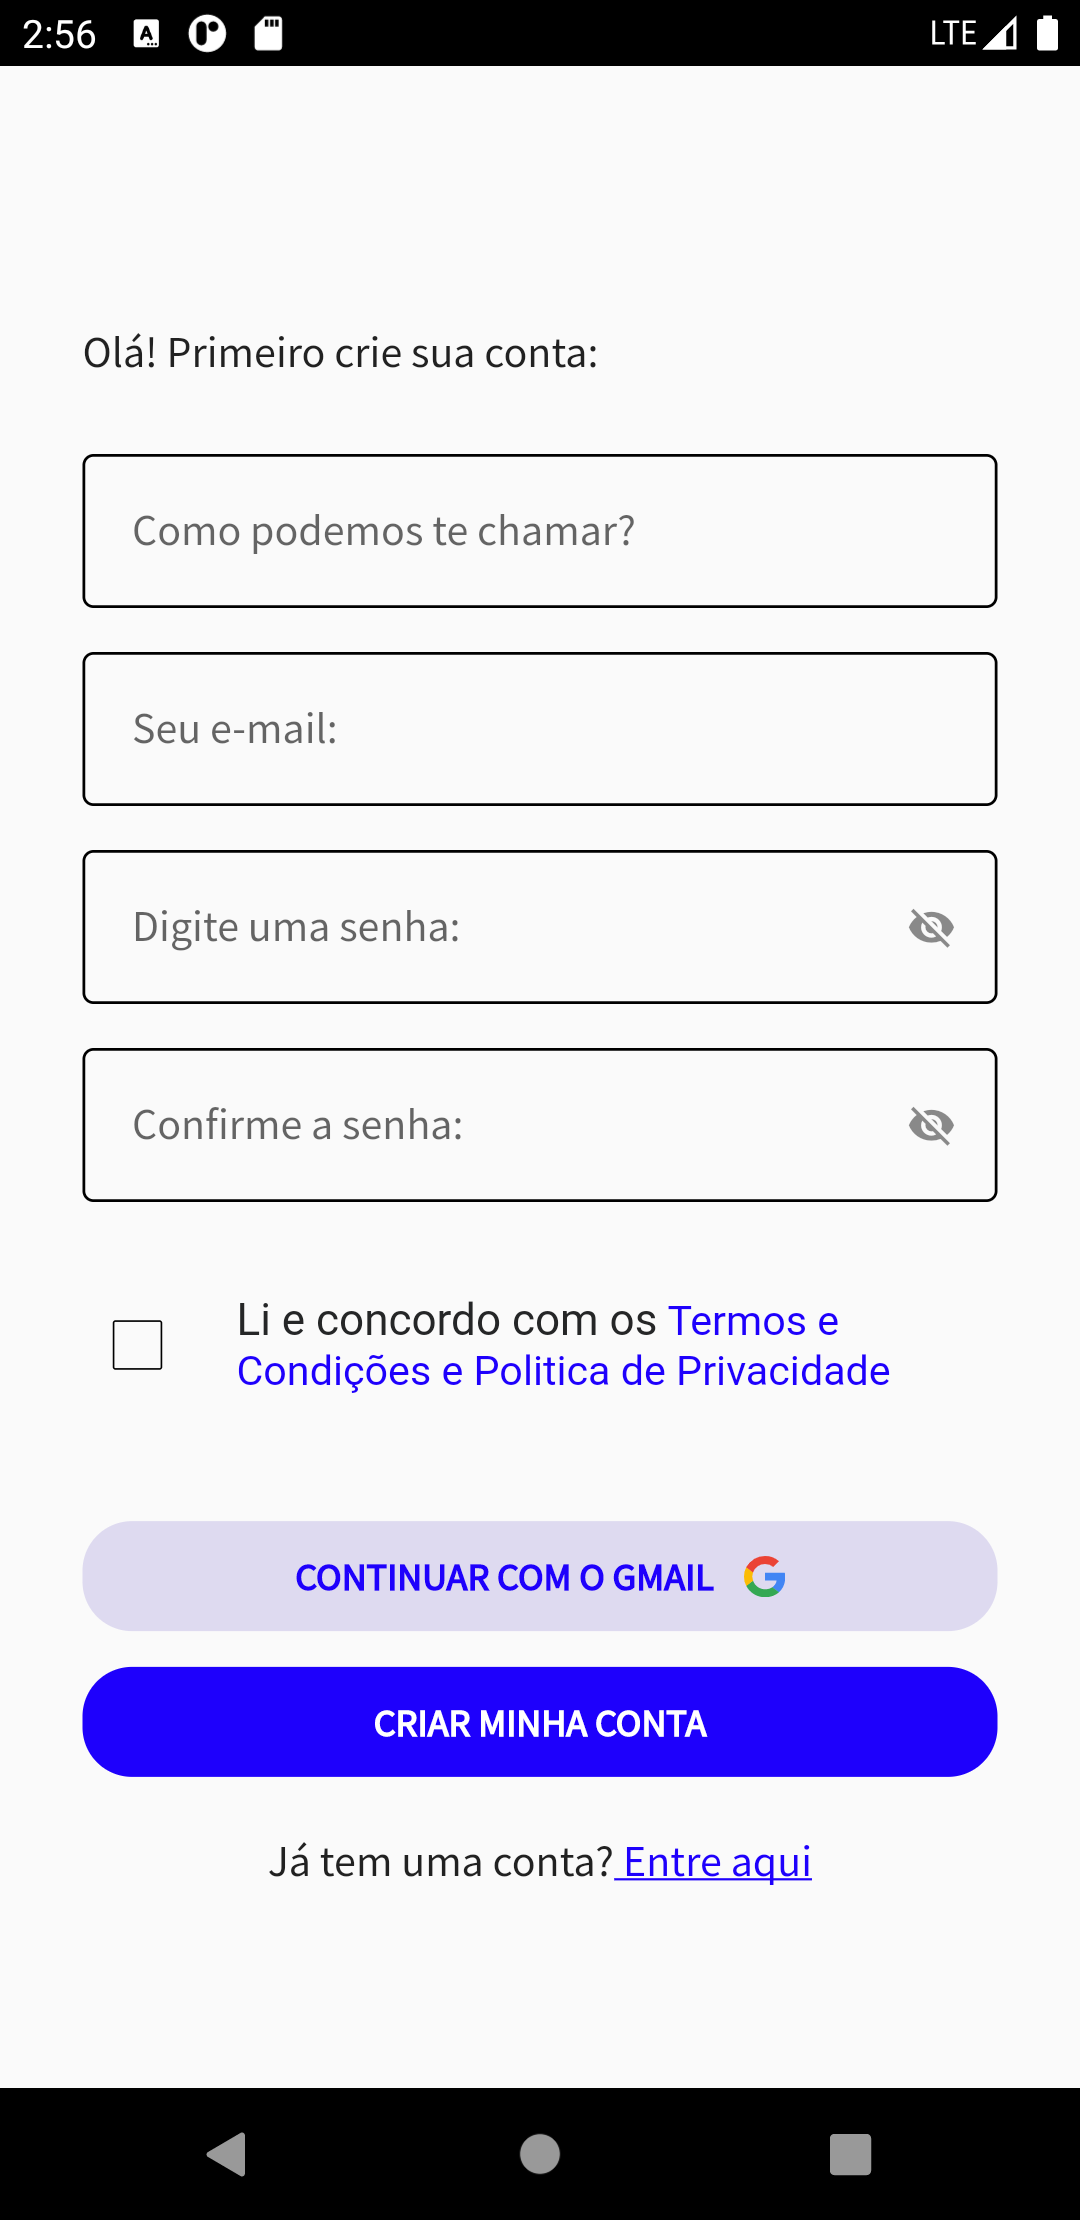 2:56
LTE
Olá! Primeiro crie sua conta:
Como podemos te chamar?
Seu e-mail:
Digite uma senha:
Confirme a senha:
Li e concordo com os Termos e
Condições e Politica de Privacidade
CONTINUAR COM O GMAIL
CRIAR MINHA CONTA
Já tem uma conta? Entre aqui